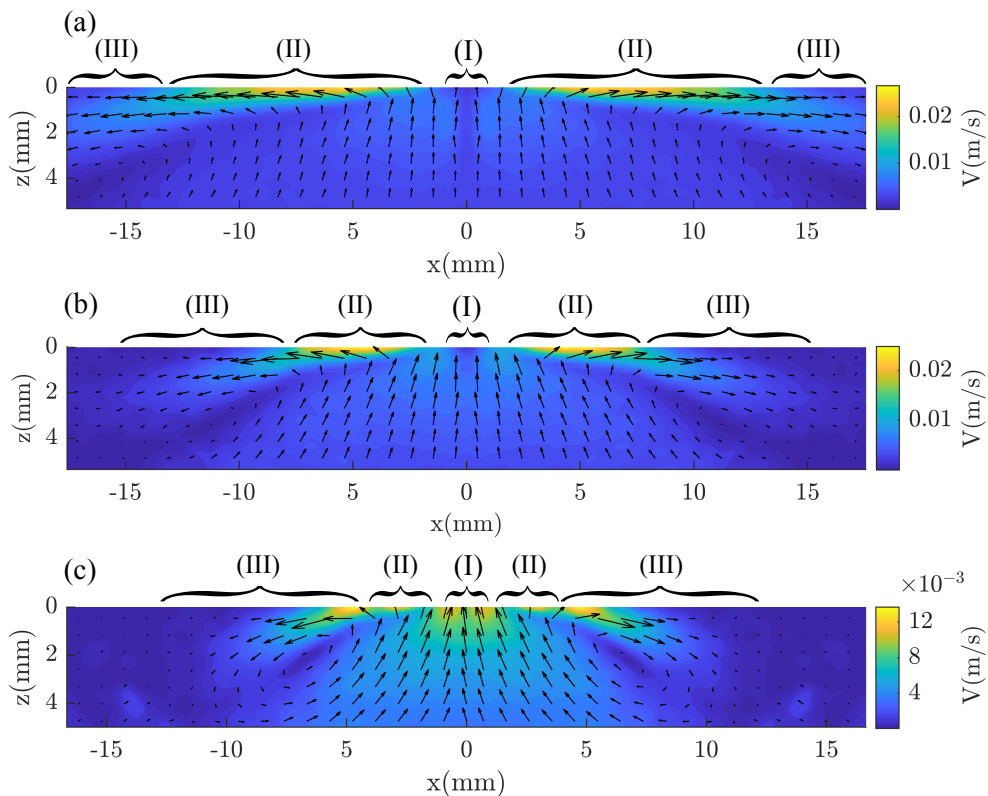 (a)
(III) (II) (I) (II) (III)
0
2
4
z(mm)
-15 -10 5 0 5 10 15
x(mm)
0.02
0.01
V(m/s)
(b)
(III) (II) (I) (II) (III)
0
2
4
z(mm)
-15 -10 5 0 5 10 15
x(mm)
0.02
0.01
V(m/s)
(c)
(III) (II) (I) (II) (III)
0
2
4
z(mm)
-15 -10 5 0 5 10 15
x(mm)
×10⁻³
12
8
4
V(m/s)